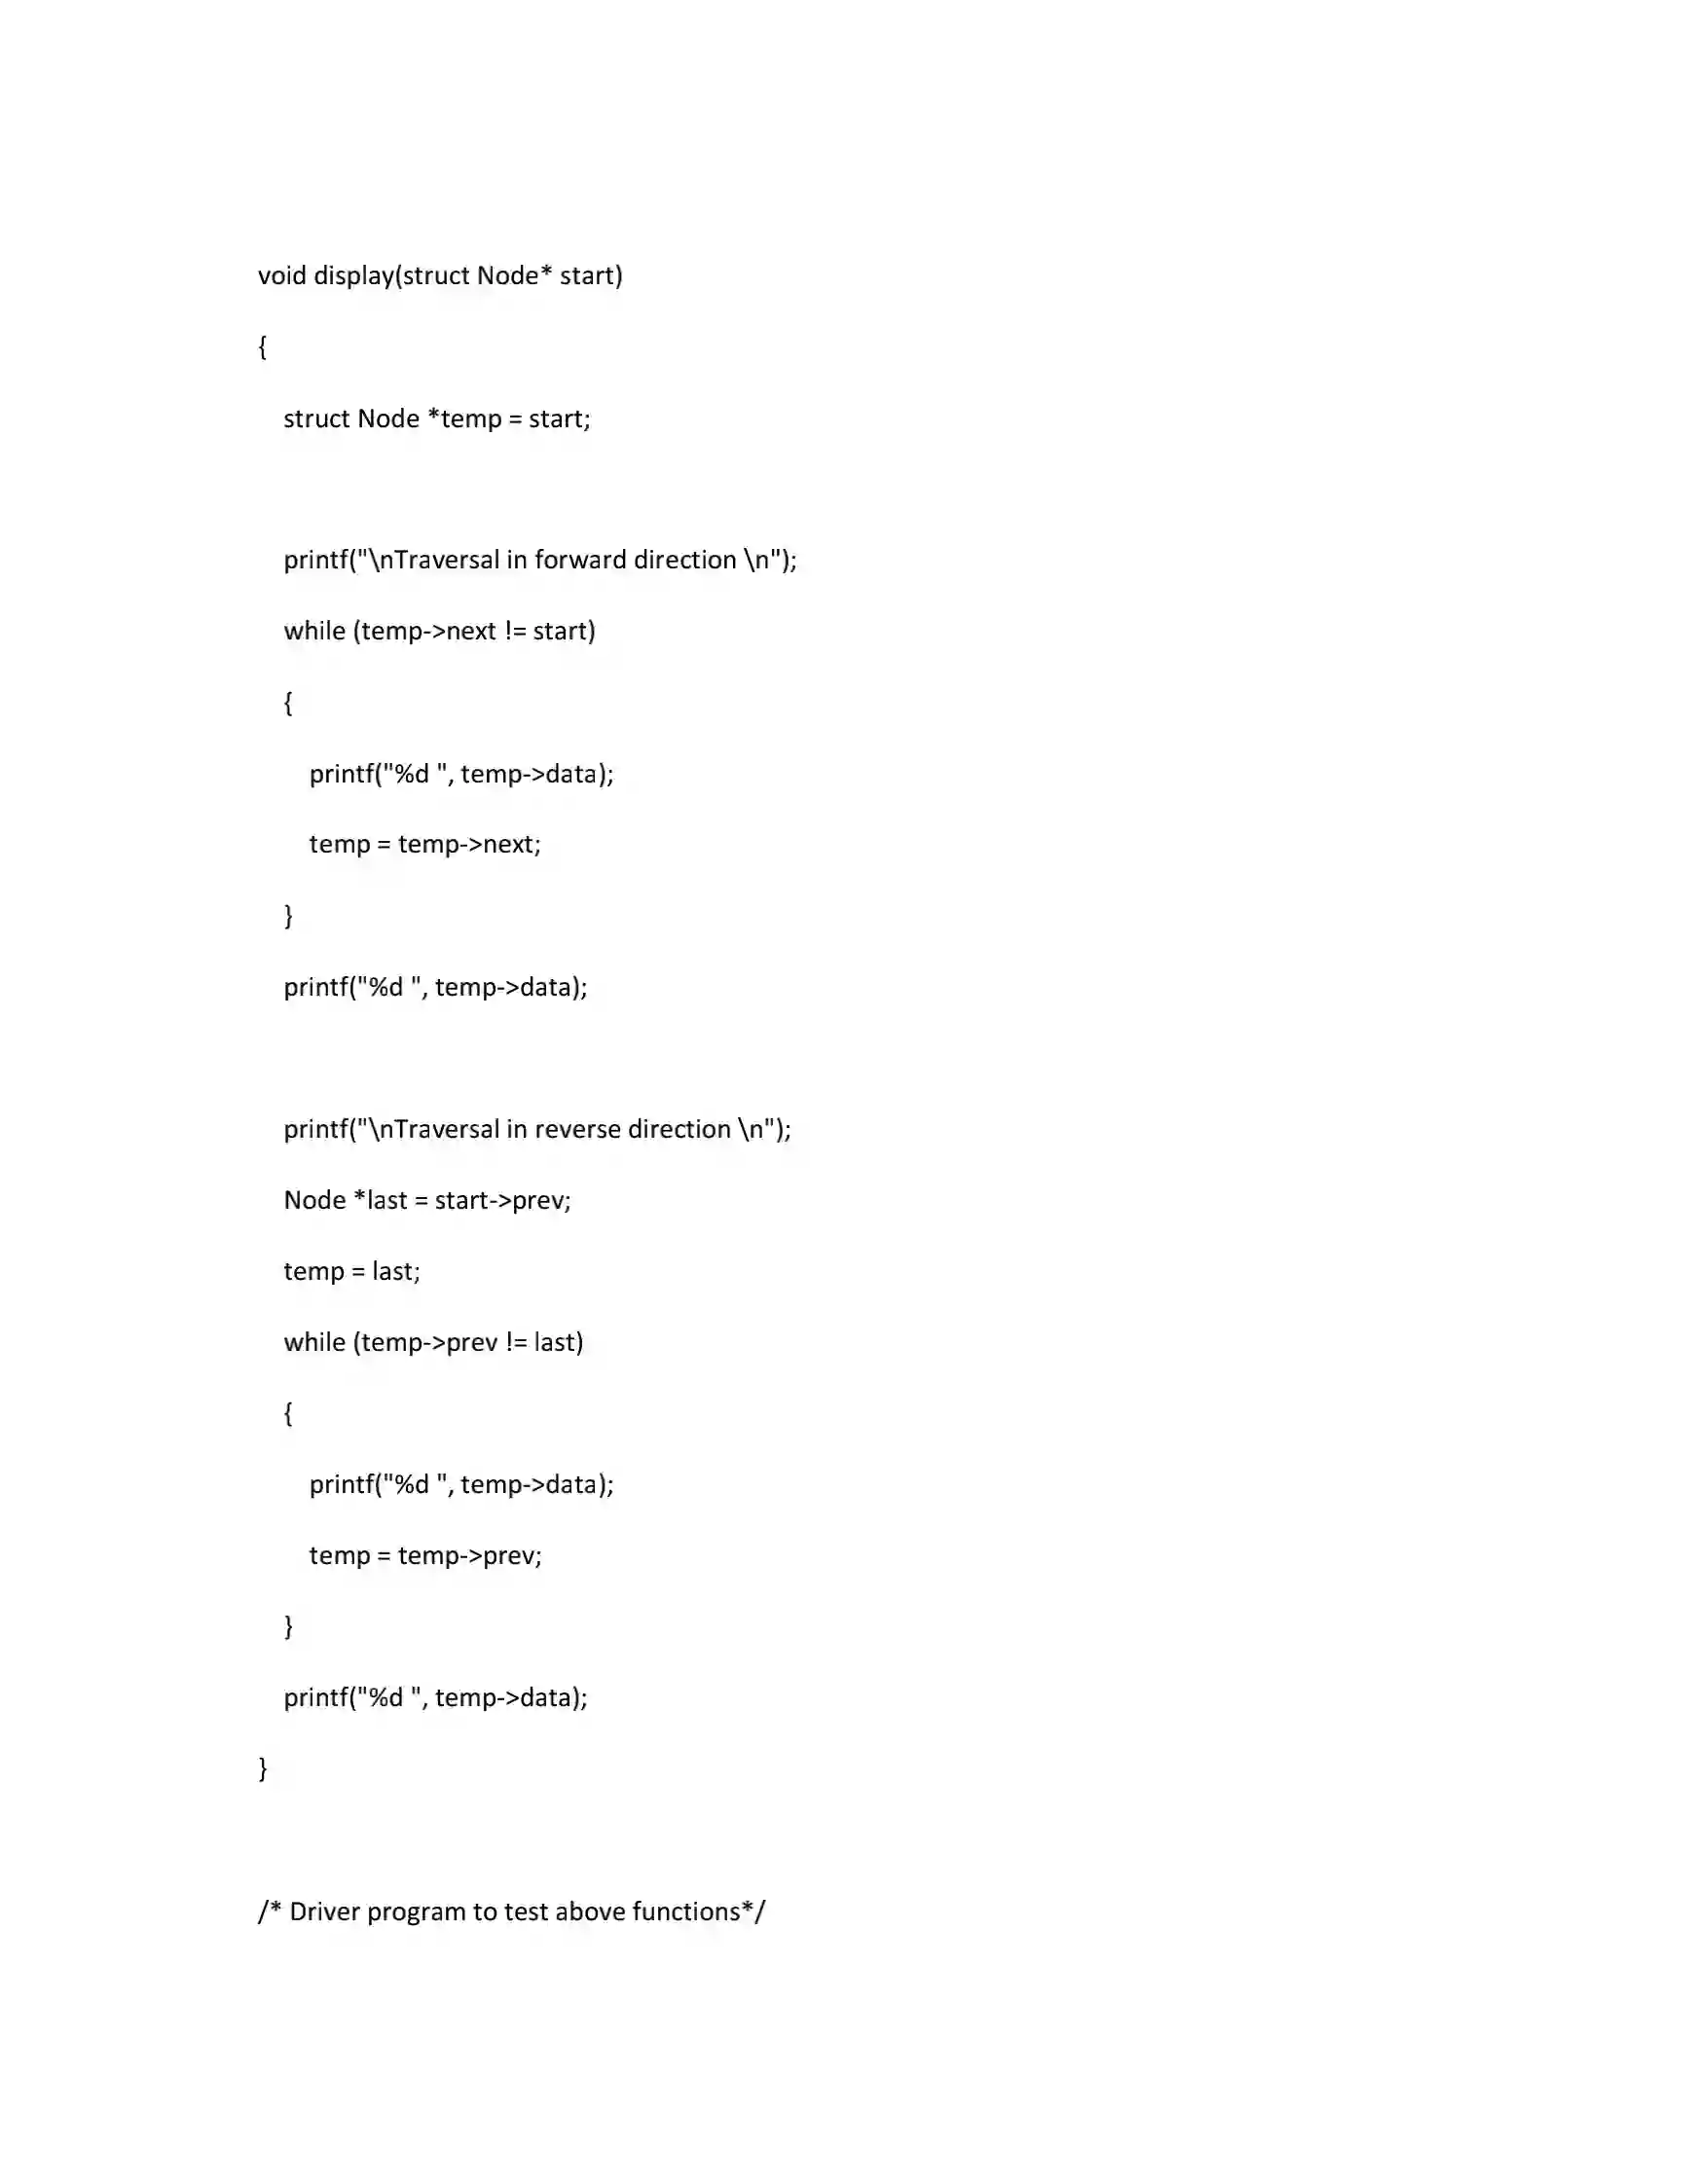 void display(struct Node* start)
{
struct Node *temp = start;
printf("\nTraversal in forward direction \n");
while (temp->next != start)
{
printf("%d ", temp->data);
temp = temp->next;
}
printf("%d ", temp->data);
printf("\nTraversal in reverse direction \n");
Node *last = start->prev;
temp = last;
while (temp->prev != last)
{
printf("%d ", temp->data);
temp = temp->prev;
}
printf("%d ", temp->data);
}
/* Driver program to test above functions*/